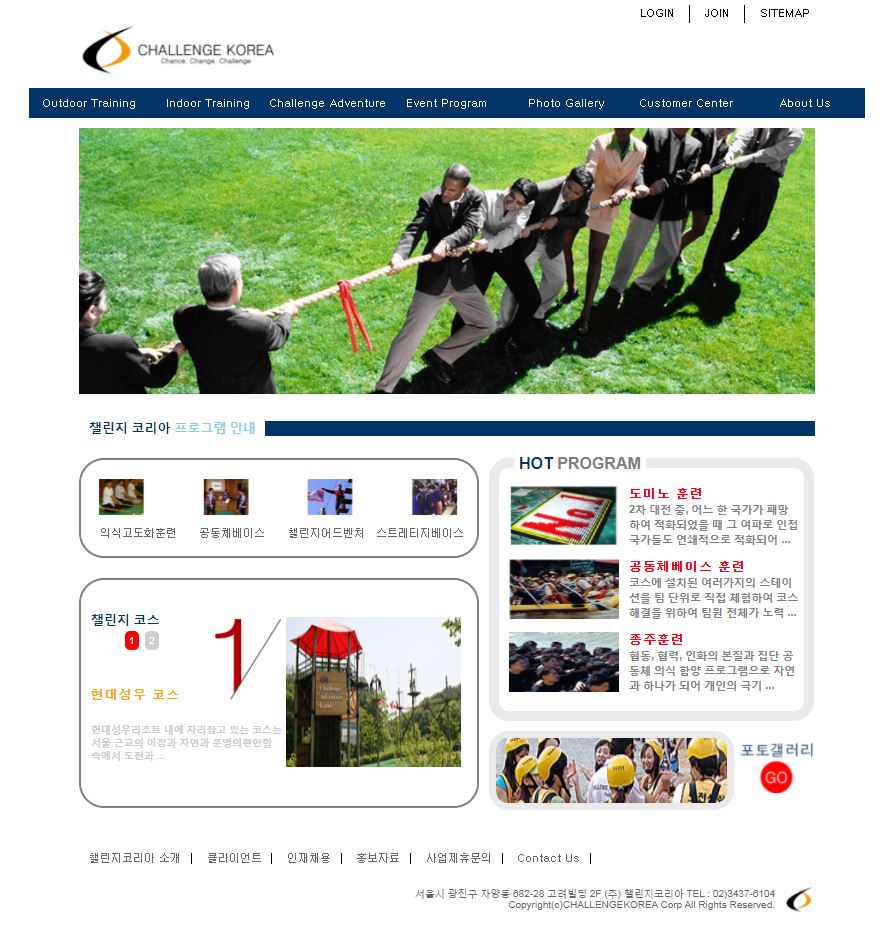 LOGIN JOIN SITEMAP
CHALLENGE KOREA
Chance. Change. Challenge
Outdoor Training Indoor Training Challenge Adventure Event Program Photo Gallery Customer Center About Us
챌린지 코리아 프로그램 안내
의식고도화훈련 공동체베이스 챌린지어드벤처 스트레티지베이스
HOT PROGRAM
도미노 훈련
2차 대전 중, 어느 한 국가가 패망
하여 적화되었을 때 그 여파로 인접
국가들도 연쇄적으로 적화되어 ...
공동체베이스 훈련
코스에 설치된 여러가지의 스테이
션을 팀 단위로 직접 체험하여 코스
해결을 위하여 팀원 전체가 노력 ...
종주훈련
협동, 협력, 인화의 본질과 집단 공
동체 의식 함양 프로그램으로 자연
과 하나가 되어 개인의 극기 ...
챌린지 코스
1 2
1
현대성우 코스
현대성우리조트 내에 자리잡고 있는 코스는
서울 근교의 이점과 자연과 문명의편안함
속에서 도전과 ...
Challenge
Adventure
Land
포토갤러리
GO
챌린지코리아 소개 클라이언트 인재채용 홍보자료 사업제휴문의 Contact Us
서울시 광진구 자양동 682-28 고려빌딩 2F (주) 챌린지코리아 TEL : 02)3437-6104
Copyright(c)CHALLENGEKOREA Corp All Rights Reserved.